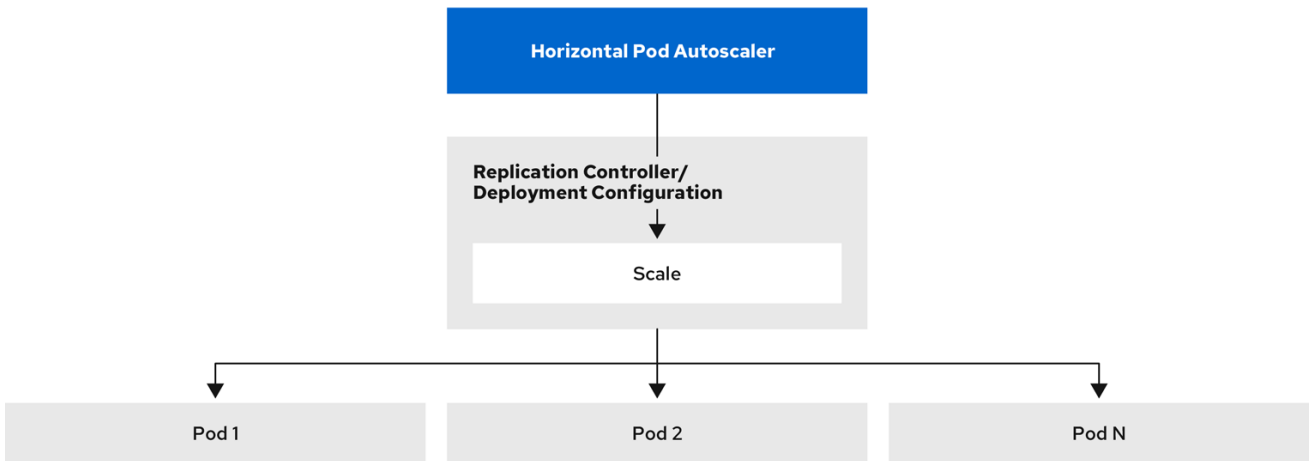 Horizontal Pod Autoscaler
Replication Controller/
Deployment Configuration
Scale
Pod 1
Pod 2
Pod N